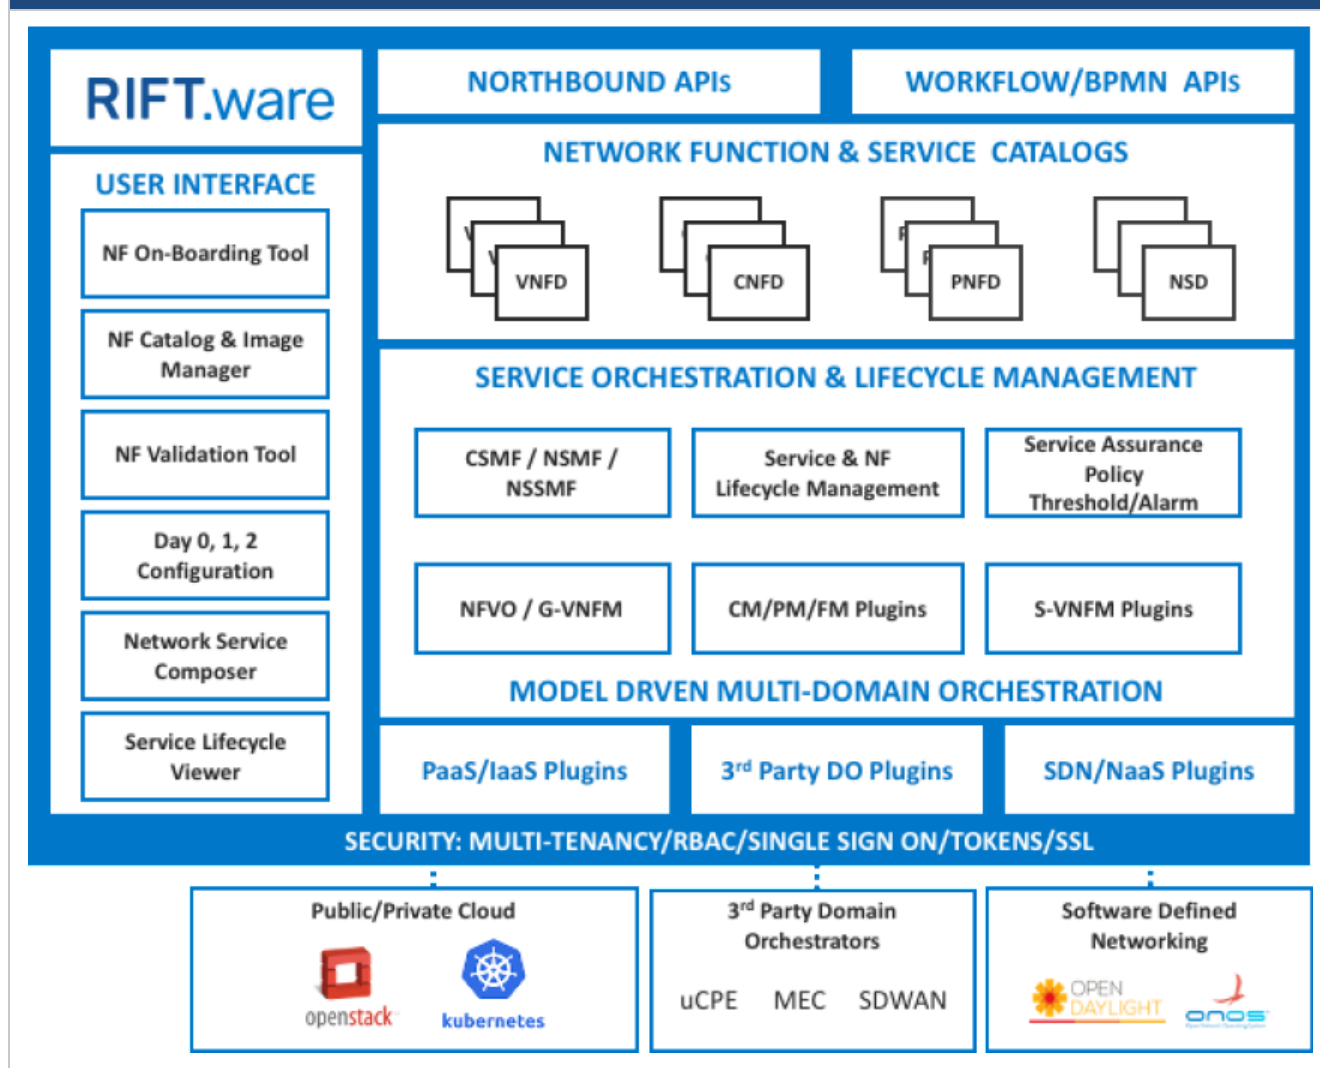 RIFT.ware
NORTHBOUND APIs
WORKFLOW/BPMN APIs
USER INTERFACE
NF On-Boarding Tool
NF Catalog & Image
Manager
NF Validation Tool
Day 0, 1, 2
Configuration
Network Service
Composer
Service Lifecycle
Viewer
NETWORK FUNCTION & SERVICE CATALOGS
VNFD
CNFD
PNFD
NSD
SERVICE ORCHESTRATION & LIFECYCLE MANAGEMENT
CSMF / NSMF /
NSSMF
Service & NF
Lifecycle Management
Service Assurance
Policy
Threshold/Alarm
NFVO / G-VNFM
CM/PM/FM Plugins
S-VNFM Plugins
MODEL DRVEN MULTI-DOMAIN ORCHESTRATION
PaaS/IaaS Plugins
3rd Party DO Plugins
SDN/NaaS Plugins
SECURITY: MULTI-TENANCY/RBAC/SINGLE SIGN ON/TOKENS/SSL
Public/Private Cloud
openstack
kubernetes
3rd Party Domain
Orchestrators
uCPE MEC SDWAN
Software Defined
Networking
OPEN
DAYLIGHT
onos
Open Network Operating System